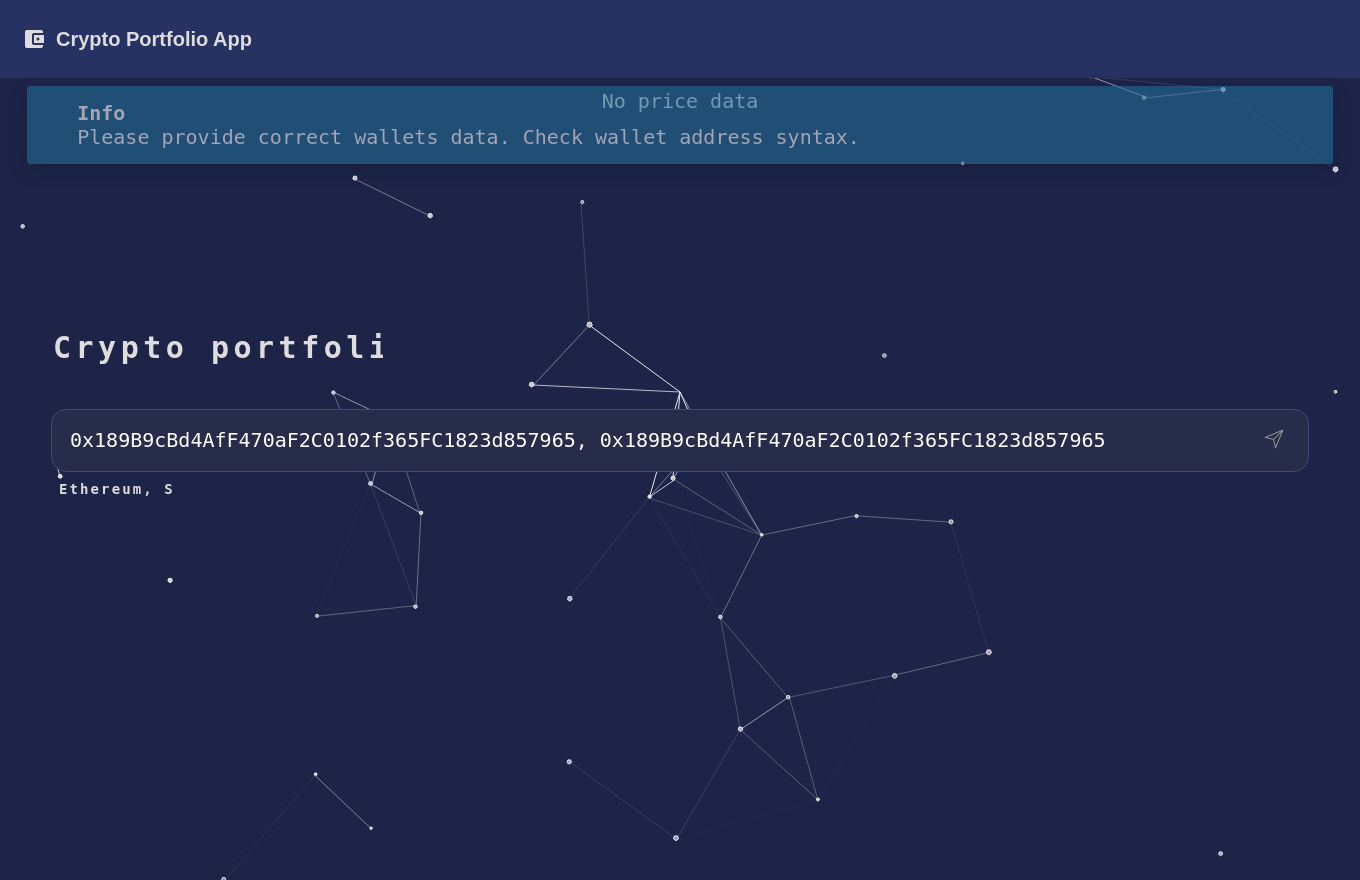 Crypto Portfolio App
No price data
Info
Please provide correct wallets data. Check wallet address syntax.
Crypto portfoli
0x189B9cBd4AfF470aF2C0102f365FC1823d857965, 0x189B9cBd4AfF470aF2C0102f365FC1823d857965
Ethereum, S